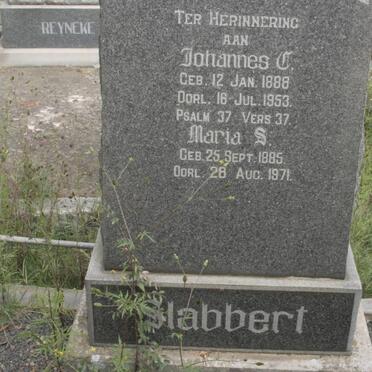 REYNEKE
TER HERINNERING
AAN
Johannes C.
GEB. 12 JAN. 1888
OORL. 16 JUL. 1953.
PSALM 37 VERS 37.
Maria S.
GEB. 25 SEPT. 1885.
OORL. 28 AUG. 1971.
Slabbert